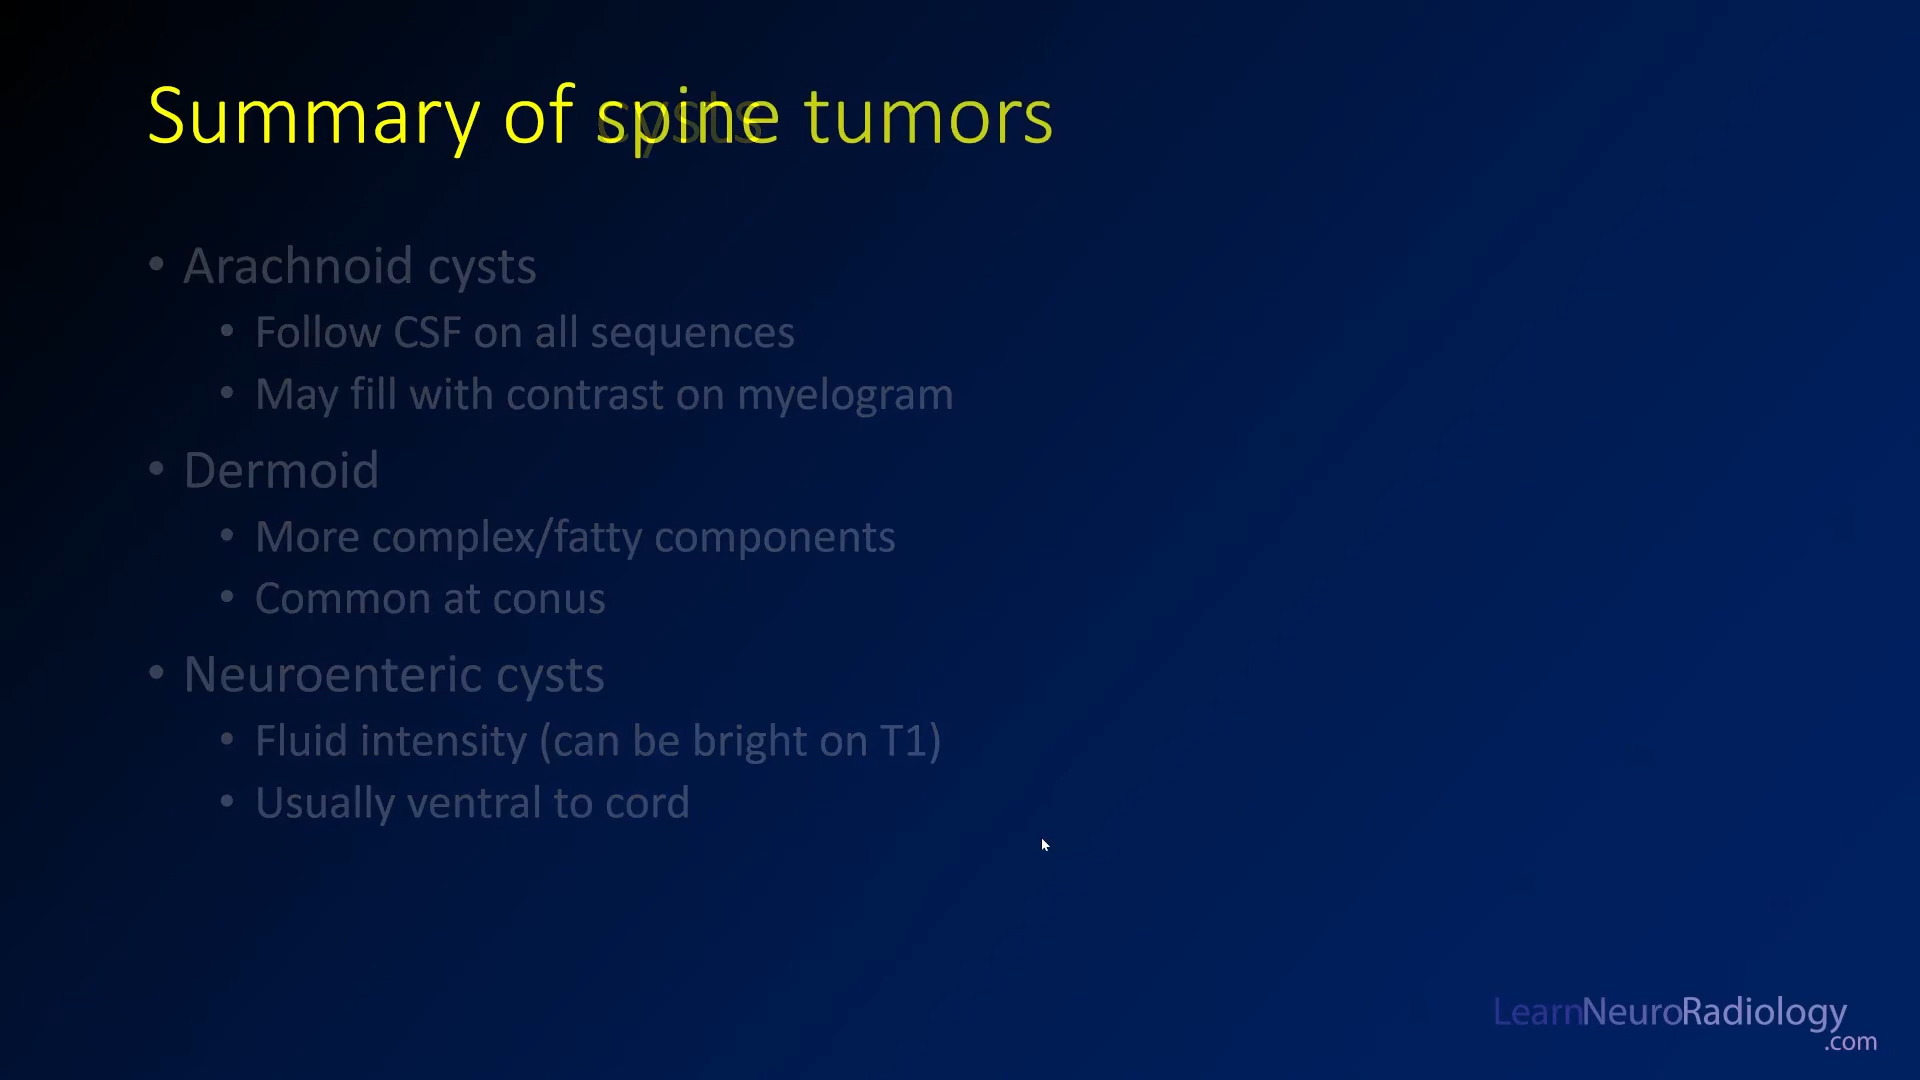 Summary of spine tumors
cysts
• Arachnoid cysts
• Follow CSF on all sequences
• May fill with contrast on myelogram
• Dermoid
• More complex/fatty components
• Common at conus
• Neuroenteric cysts
• Fluid intensity (can be bright on T1)
• Usually ventral to cord
LearnNeuroRadiology
.com